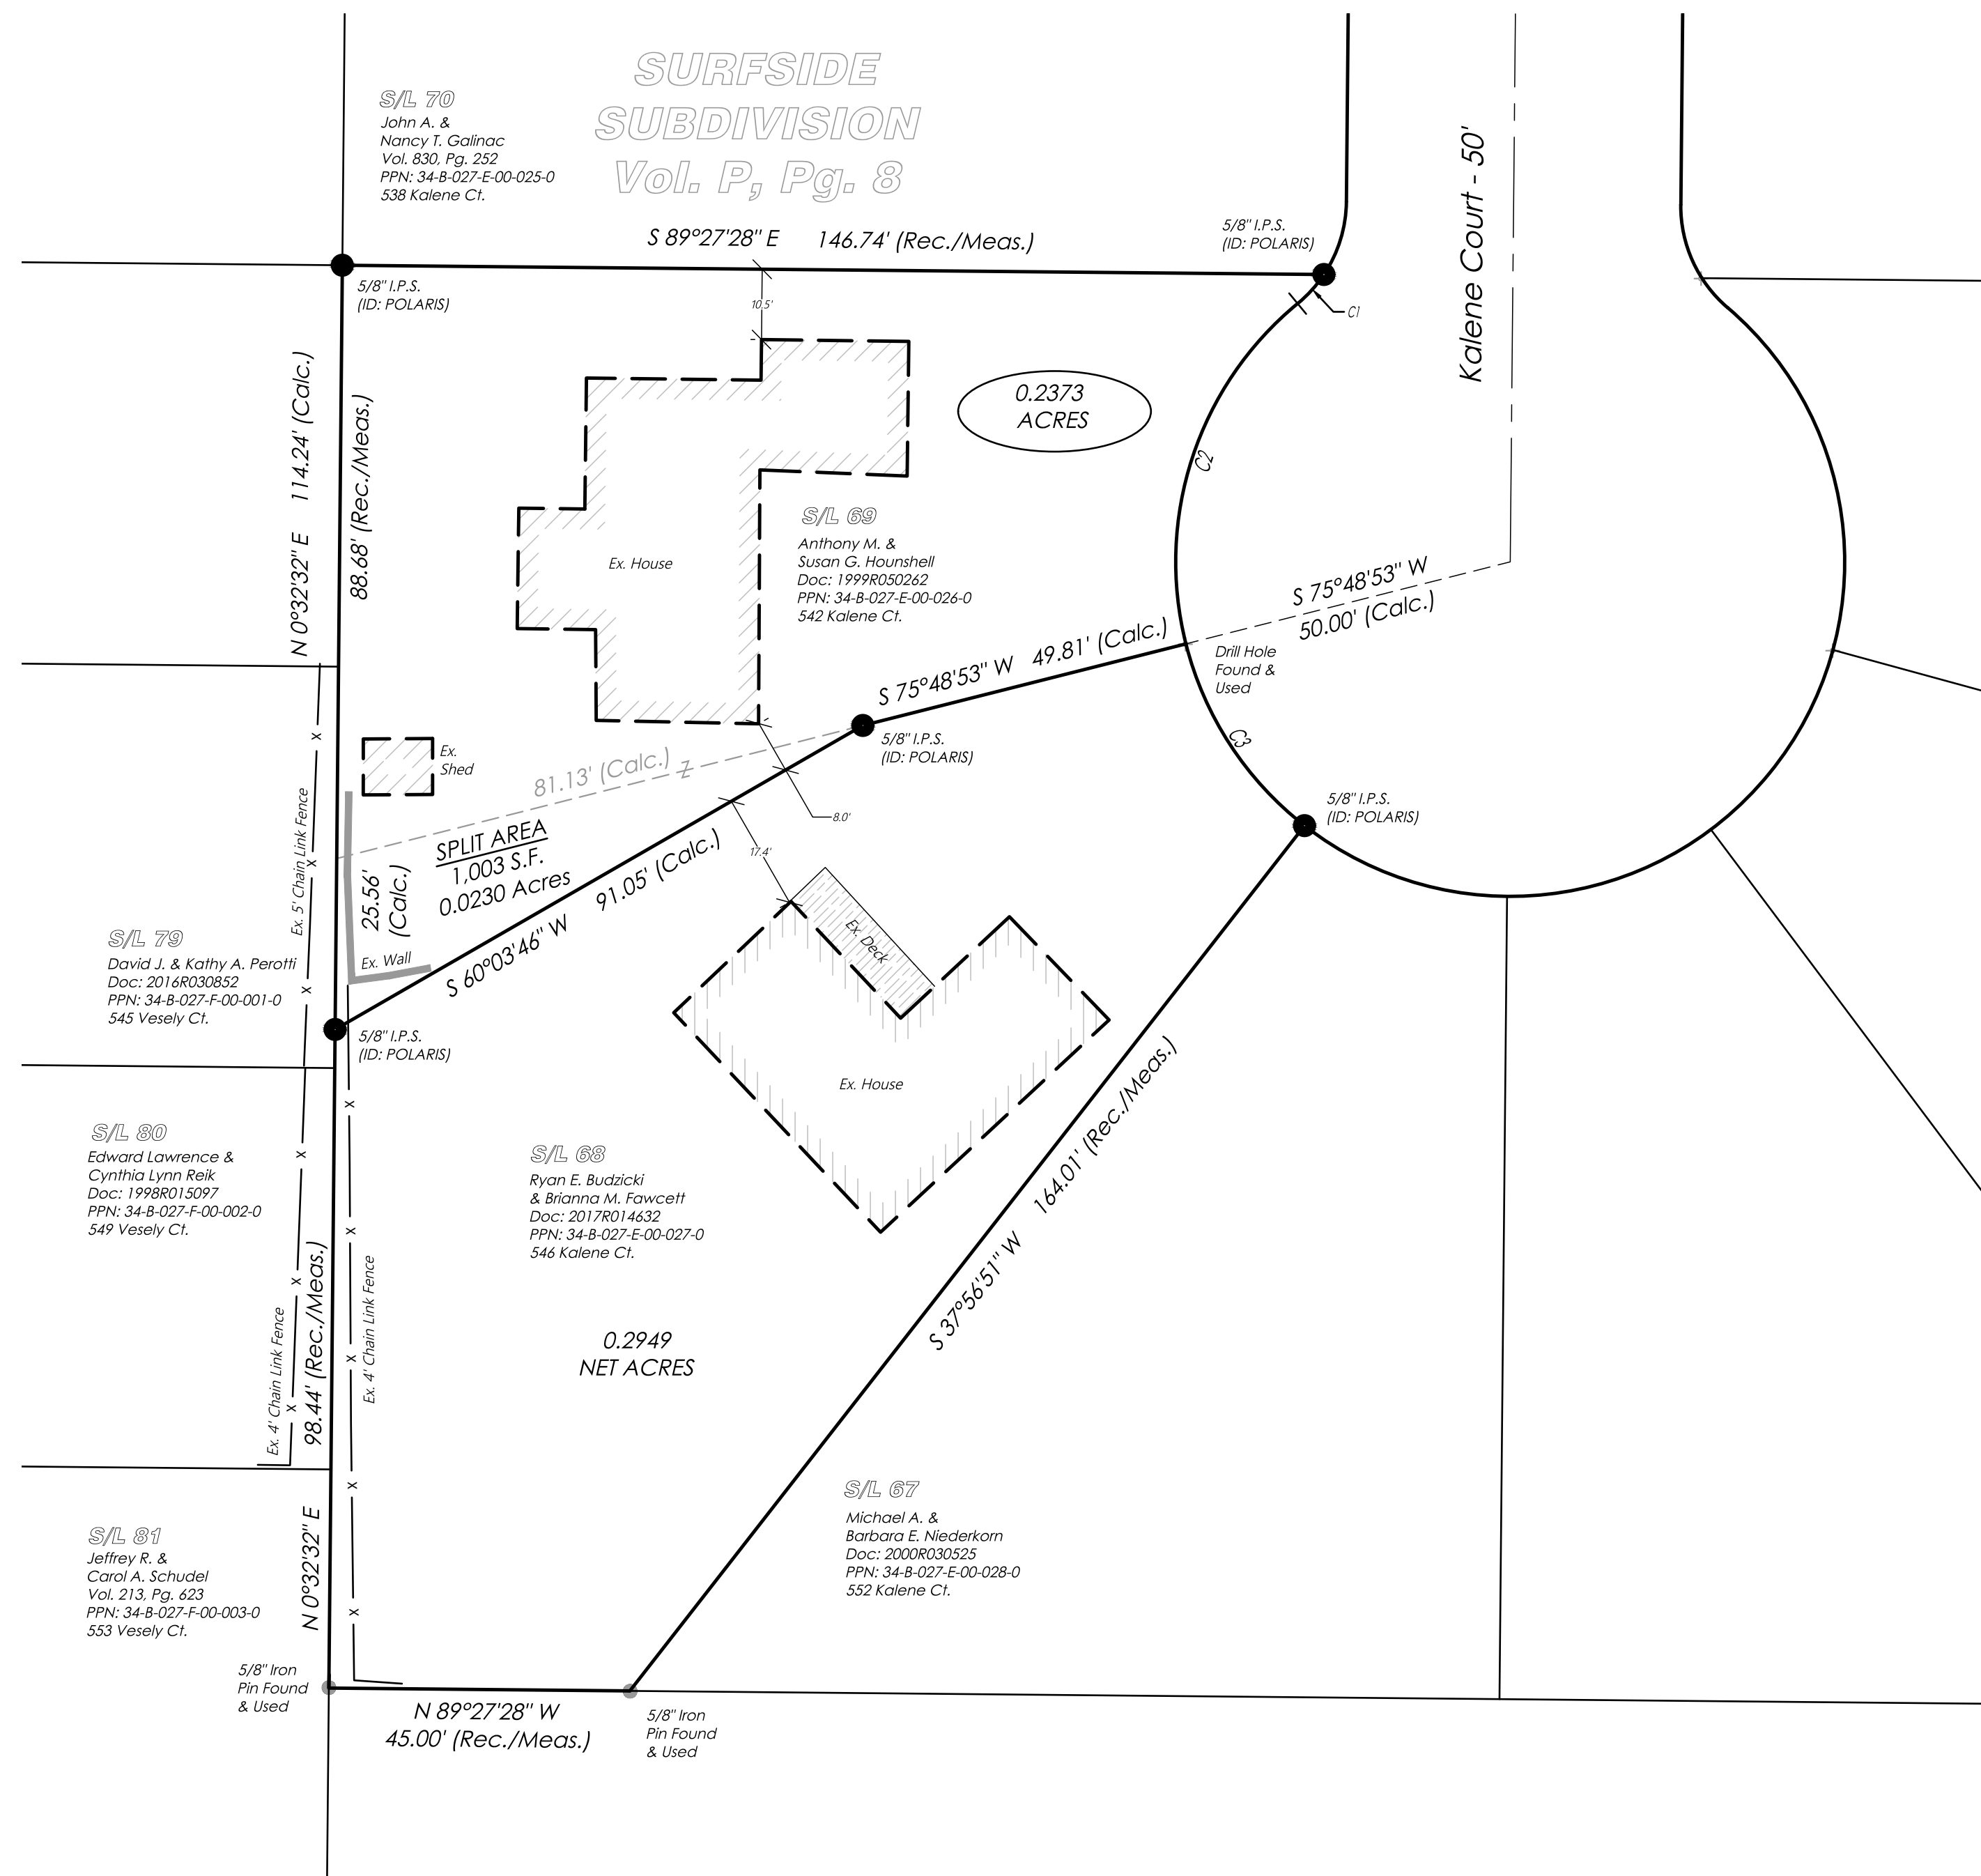 SURFSIDE
SUBDIVISION
Vol. P, Pg. 8
S/L 70
John A. &
Nancy T. Galinac
Vol. 830, Pg. 252
PPN: 34-B-027-E-00-025-0
538 Kalene Ct.
Kalene Court - 50'
S 89°27'28" E 146.74' (Rec./Meas.)
5/8" I.P.S.
(ID: POLARIS)
5/8" I.P.S.
(ID: POLARIS)
10.5'
C1
N 0°32'32" E 114.24' (Calc.)
88.68' (Rec./Meas.)
0.2373
ACRES
C2
S/L 69
Anthony M. &
Susan G. Hounshell
Doc: 1999R050262
PPN: 34-B-027-E-00-026-0
542 Kalene Ct.
Ex. House
S 75°48'53" W
50.00' (Calc.)
S 75°48'53" W 49.81' (Calc.)
Drill Hole
Found &
Used
C3
5/8" I.P.S.
(ID: POLARIS)
Ex.
Shed
81.13' (Calc.)
Z
8.0'
5/8" I.P.S.
(ID: POLARIS)
SPLIT AREA
1,003 S.F.
0.0230 Acres
17.4'
25.56'
(Calc.)
Ex. 5' Chain Link Fence
X
X
X
S 60°03'46" W 91.05' (Calc.)
Ex. Wall
Ex. Deck
S/L 79
David J. & Kathy A. Perotti
Doc: 2016R030852
PPN: 34-B-027-F-00-001-0
545 Vesely Ct.
5/8" I.P.S.
(ID: POLARIS)
Ex. House
S/L 80
Edward Lawrence &
Cynthia Lynn Reik
Doc: 1998R015097
PPN: 34-B-027-F-00-002-0
549 Vesely Ct.
X
X
X
Ex. 4' Chain Link Fence
98.44' (Rec./Meas.)
X
X
X
X
X
Ex. 4' Chain Link Fence
S/L 68
Ryan E. Budzicki
& Brianna M. Fawcett
Doc: 2017R014632
PPN: 34-B-027-E-00-027-0
546 Kalene Ct.
S 37°56'51" W 164.01' (Rec./Meas.)
0.2949
NET ACRES
S/L 67
Michael A. &
Barbara E. Niederkorn
Doc: 2000R030525
PPN: 34-B-027-E-00-028-0
552 Kalene Ct.
S/L 81
Jeffrey R. &
Carol A. Schudel
Vol. 213, Pg. 623
PPN: 34-B-027-F-00-003-0
553 Vesely Ct.
N 0°32'32" E
5/8" Iron
Pin Found
& Used
N 89°27'28" W
45.00' (Rec./Meas.)
5/8" Iron
Pin Found
& Used